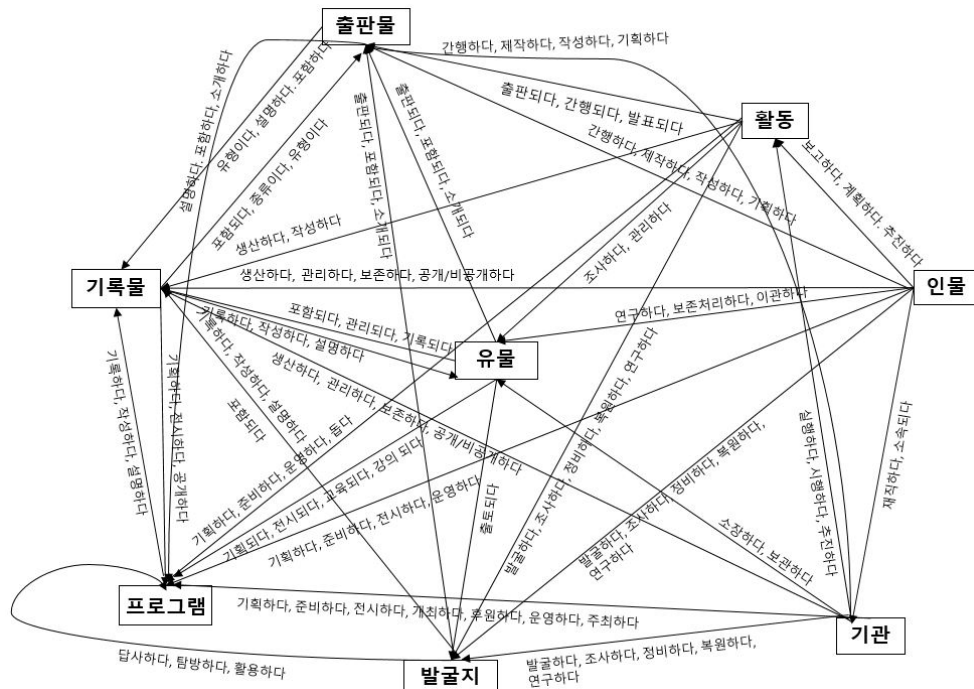 출판물
간행하다, 제작하다, 작성하다, 기획하다
설명하다. 포함하다, 소개하다
유형이다, 설명하다. 포함하다
포함되다, 종류이다, 유형이다
출판되다, 포함되다, 소개되다
출판되다, 포함되다, 소개되다
출판되다, 간행되다, 발표되다
활동
간행하다, 제작하다, 작성하다, 기획하다
보고하다, 계획하다. 추진하다
생산하다, 작성하다
조사하다, 관리하다
기록물
생산하다, 관리하다, 보존하다, 공개/비공개하다
인물
연구하다, 보존처리하다, 이관하다
포함되다, 관리되다, 기록되다
기록하다, 작성하다, 설명하다
유물
기록하다, 작성하다, 설명하다
생산하다, 관리하다, 보존하다, 공개/비공개하다
포함되다
기록하다, 작성하다, 설명하다
기획하다, 전시하다, 공개하다
기획하다, 준비하다, 운영하다, 돕다
기획되다, 전시되다, 교육되다, 강의 되다
기획하다, 준비하다, 전시하다, 운영하다
출토되다
발굴하다, 조사하다, 정비하다, 복원하다, 연구하다
발굴하다, 조사하다, 정비하다, 복원하다,
연구하다
소장하다, 보관하다
실행하다, 시행하다, 추진하다
재직하다, 소속되다
프로그램
기획하다, 준비하다, 전시하다, 개최하다, 후원하다, 운영하다, 주최하다
기관
답사하다, 탐방하다, 활용하다
발굴지
발굴하다, 조사하다, 정비하다, 복원하다,
연구하다